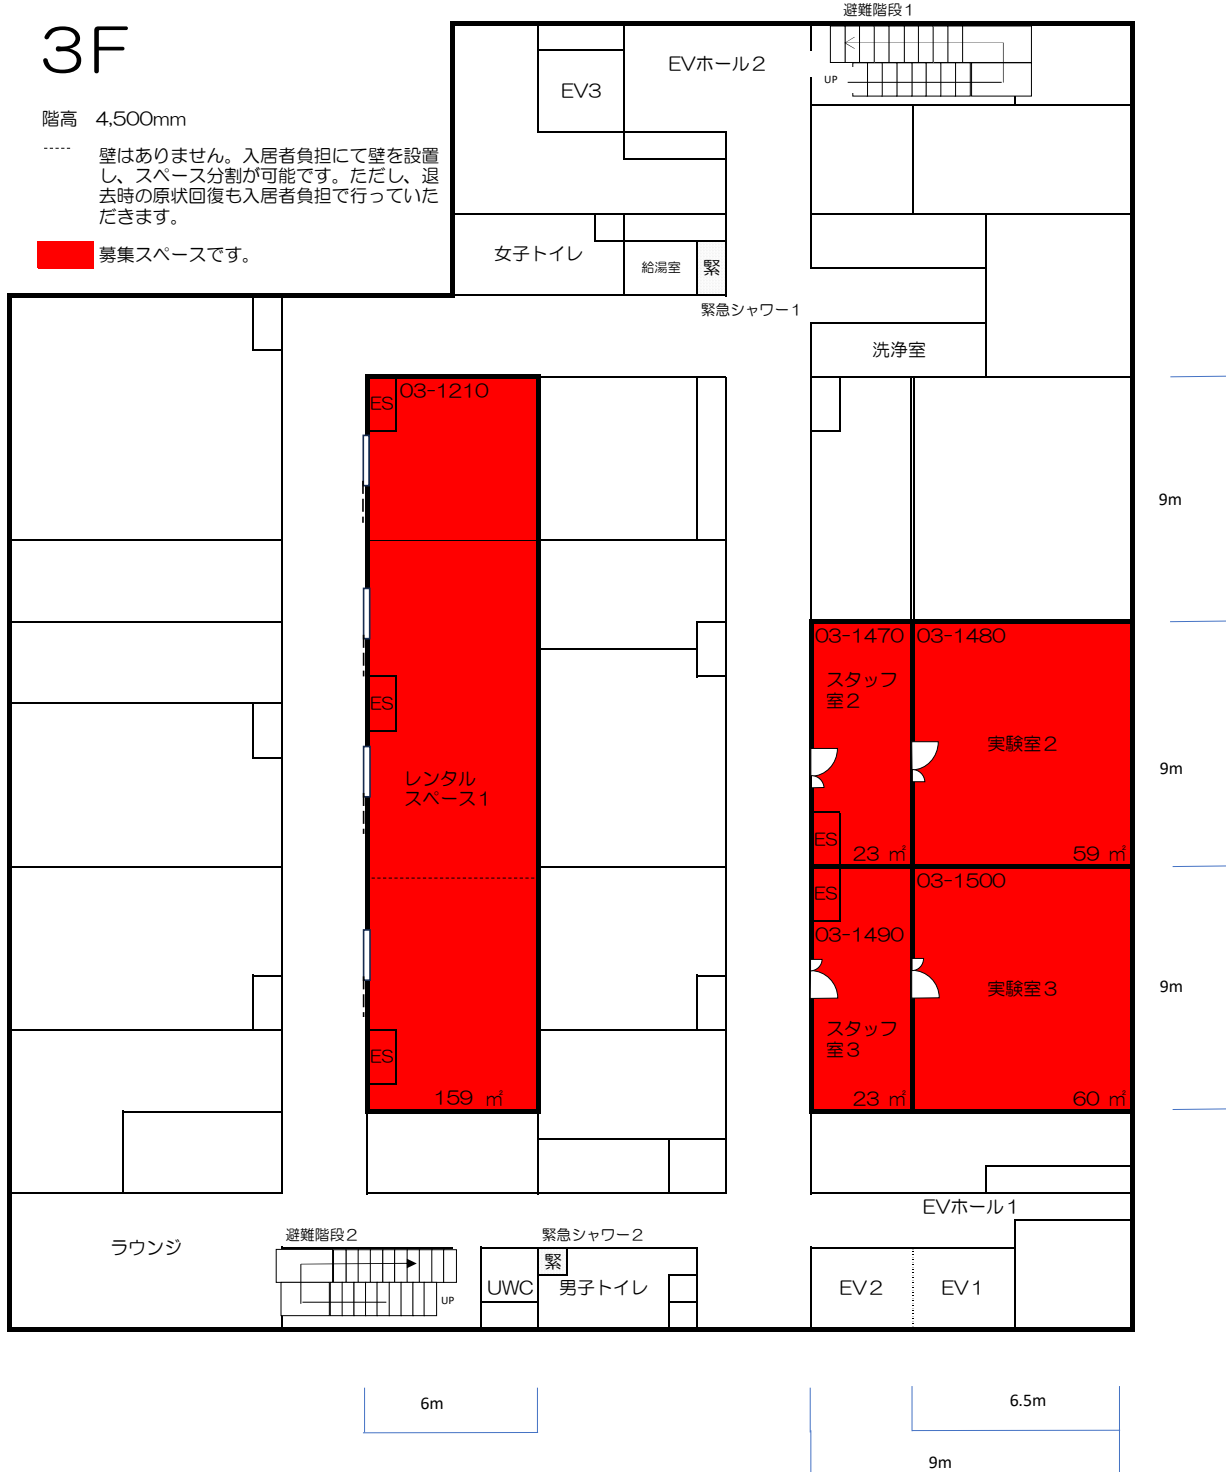 避難階段1
3F
EVホール2
UP
EV3
階高 4,500mm
壁はありません。入居者負担にて壁を設置
し、スペース分割が可能です。ただし、退
去時の原状回復も入居者負担で行っていた
だきます。
募集スペースです。
女子トイレ
給湯室
緊
緊急シャワー1
洗浄室
ES
03-1210
9m
03-1470
03-1480
スタッフ
室2
ES
実験室2
レンタル
スペース1
9m
ES
23 ㎡
59 ㎡
ES
03-1500
03-1490
実験室3
9m
スタッフ
室3
ES
159 ㎡
23 ㎡
60 ㎡
EVホール1
ラウンジ
避難階段2
緊急シャワー2
緊
UWC
男子トイレ
EV2
EV1
UP
6m
6.5m
9m